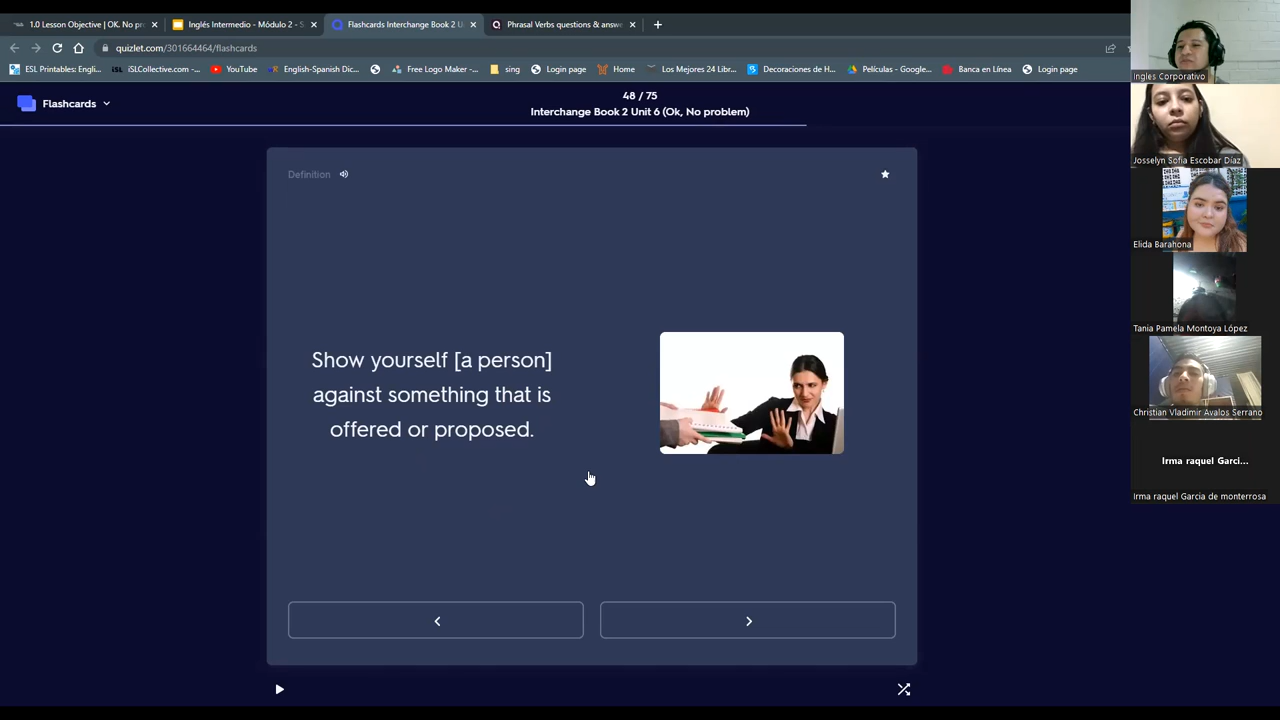 1.0 Lesson Objective | OK. No pr
Inglés Intermedio - Módulo 2 - S
Flashcards Interchange Book 2 U
Phrasal Verbs questions & answe
quizlet.com/301664464/flashcards
ESL Printables: Engli...
iSLCollective.com -...
YouTube
English-Spanish Dic...
Free Logo Maker -...
sing
Login page
Home
Los Mejores 24 Libr...
Decoraciones de H...
Películas - Google...
Banca en Línea
Login page
Flashcards
48 / 75
Interchange Book 2 Unit 6 (Ok, No problem)
Definition
Show yourself [a person]
against something that is
offered or proposed.
Ingles Corporativo
Josselyn Sofía Escobar Díaz
Elida Barahona
Tania Pamela Montoya López
Christian Vladimir Avalos Serrano
Irma raquel Garci...
Irma raquel Garcia de monterrosa